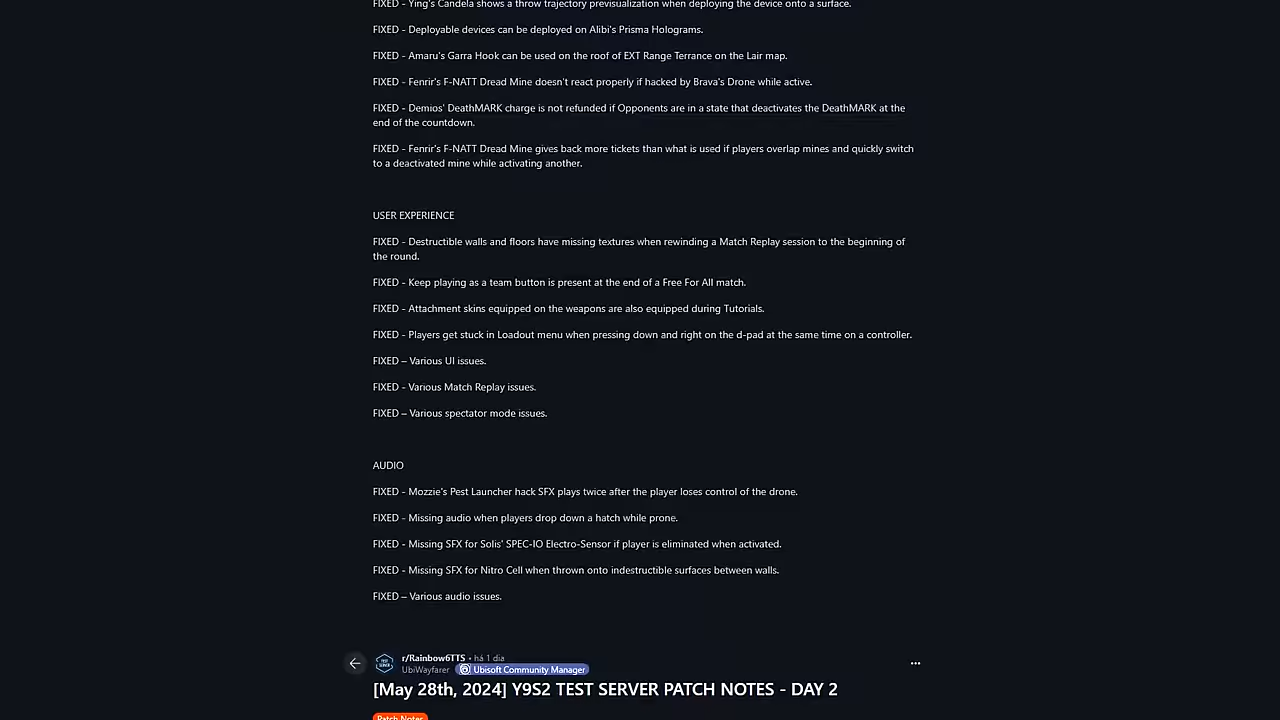 FIXED - Ying's Candela shows a throw trajectory previsualization when deploying the device onto a surface.
FIXED - Deployable devices can be deployed on Alibi's Prisma Holograms.
FIXED - Amaru's Garra Hook can be used on the roof of EXT Range Terrance on the Lair map.
FIXED - Fenrir's F-NATT Dread Mine doesn't react properly if hacked by Brava's Drone while active.
FIXED - Demios' DeathMARK charge is not refunded if Opponents are in a state that deactivates the DeathMARK at the
end of the countdown.
FIXED - Fenrir's F-NATT Dread Mine gives back more tickets than what is used if players overlap mines and quickly switch
to a deactivated mine while activating another.
USER EXPERIENCE
FIXED - Destructible walls and floors have missing textures when rewinding a Match Replay session to the beginning of
the round.
FIXED - Keep playing as a team button is present at the end of a Free For All match.
FIXED - Attachment skins equipped on the weapons are also equipped during Tutorials.
FIXED - Players get stuck in Loadout menu when pressing down and right on the d-pad at the same time on a controller.
FIXED – Various UI issues.
FIXED - Various Match Replay issues.
FIXED – Various spectator mode issues.
AUDIO
FIXED - Mozzie's Pest Launcher hack SFX plays twice after the player loses control of the drone.
FIXED - Missing audio when players drop down a hatch while prone.
FIXED - Missing SFX for Solis' SPEC-IO Electro-Sensor if player is eliminated when activated.
FIXED - Missing SFX for Nitro Cell when thrown onto indestructible surfaces between walls.
FIXED – Various audio issues.
r/Rainbow6TTS • há 1 dia
UbiWayfarer Ubisoft Community Manager
[May 28th, 2024] Y9S2 TEST SERVER PATCH NOTES - DAY 2
Patch Notes